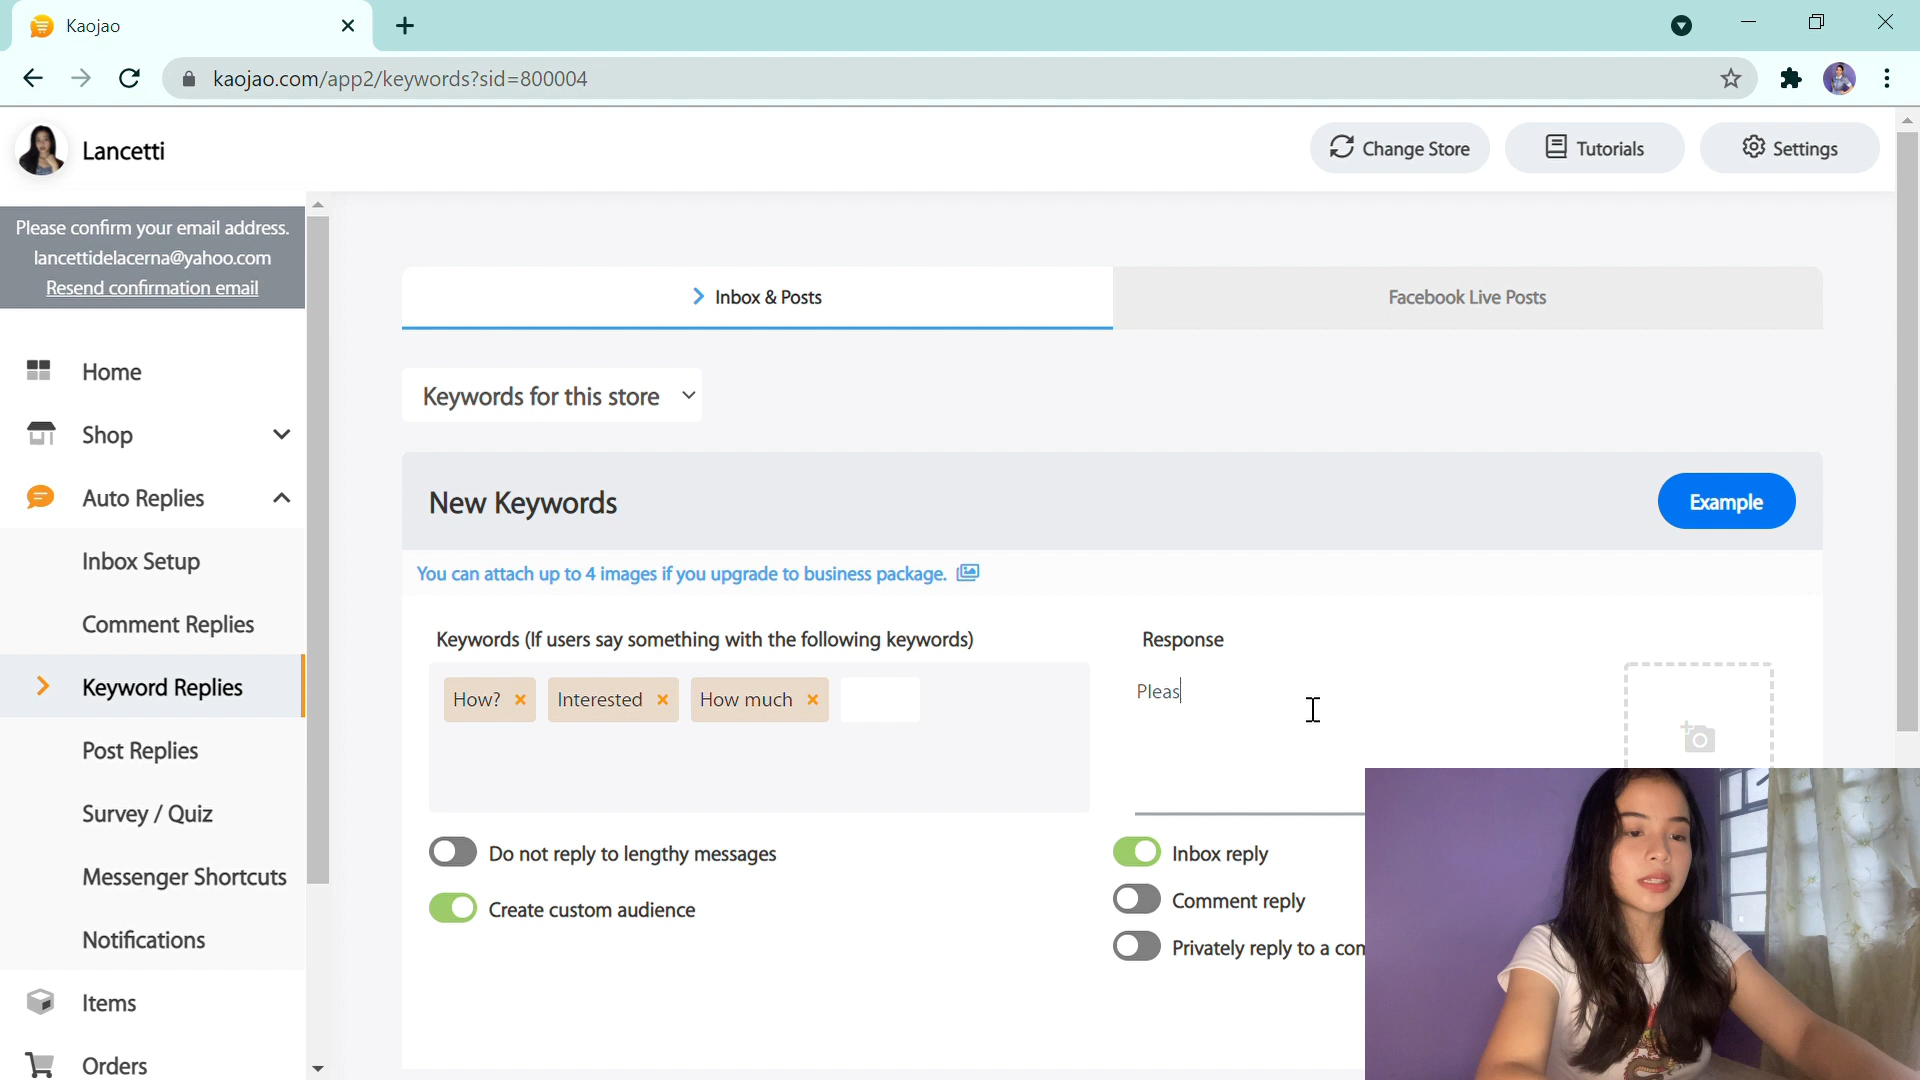 Kaojao
kaojao.com/app2/keywords?sid=800004
Lancetti
Change Store
Tutorials
Settings
Please confirm your email address.
lancettidelacerna@yahoo.com
Resend confirmation email
Home
Shop
Auto Replies
Inbox Setup
Comment Replies
Keyword Replies
Post Replies
Survey / Quiz
Messenger Shortcuts
Notifications
Items
Orders
Inbox & Posts
Facebook Live Posts
Keywords for this store
New Keywords
Example
You can attach up to 4 images if you upgrade to business package.
Keywords (If users say something with the following keywords)
How? × Interested × How much ×
Do not reply to lengthy messages
Create custom audience
Response
Pleas
Inbox reply
Comment reply
Privately reply to a com